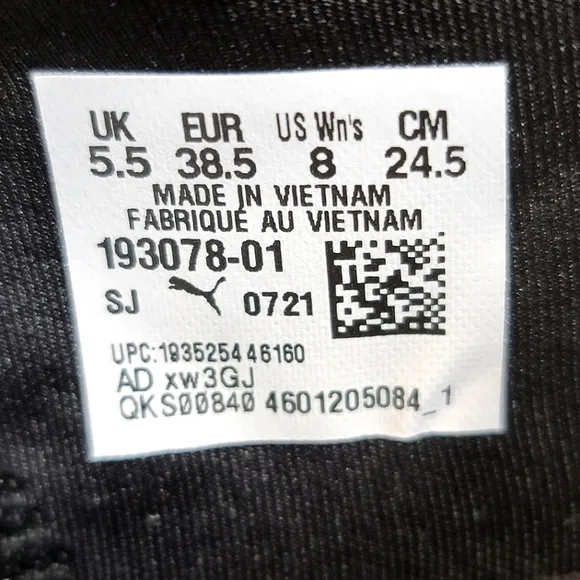 UK EUR US Wn's CM
5.5 38.5 8 24.5
MADE IN VIETNAM
FABRIQUÉ AU VIETNAM
193078-01
SJ 0721
UPC:193525446160
AD xw3GJ
QKS00840 4601205084_1